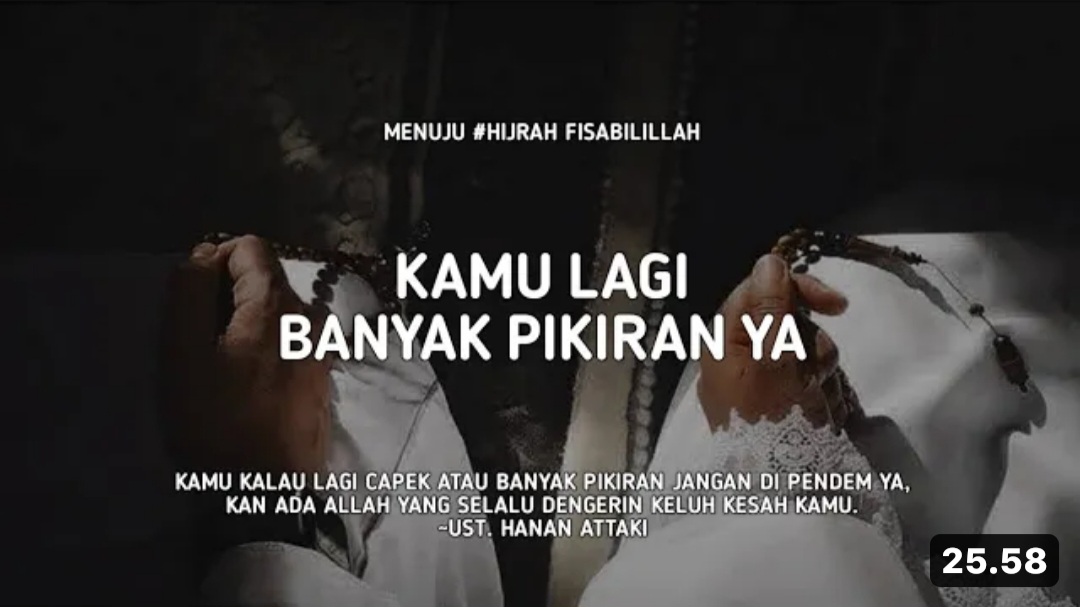 MENUJU #HIJRAH FISABILILLAH
KAMU LAGI
BANYAK PIKIRAN YA
KAMU KALAU LAGI CAPEK ATAU BANYAK PIKIRAN JANGAN DI PENDEM YA,
KAN ADA ALLAH YANG SELALU DENGERIN KELUH KESAH KAMU.
~UST. HANAN ATTAKI
25.58